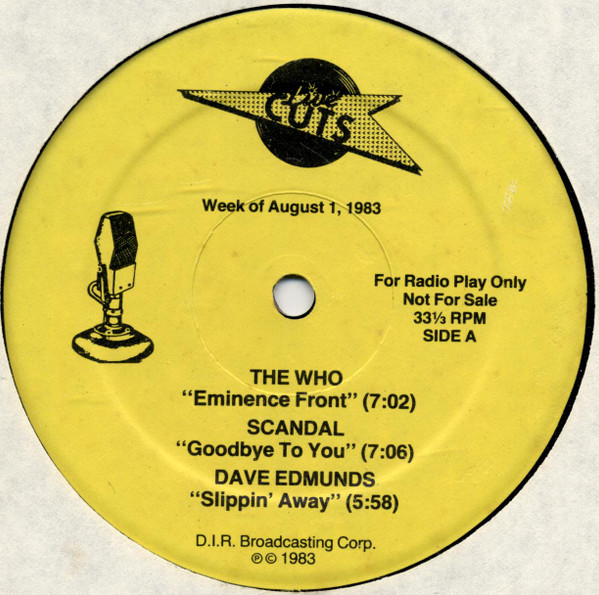 Live
CUTS
Week of August 1, 1983
For Radio Play Only
Not For Sale
33⅓ RPM
SIDE A
THE WHO
"Eminence Front" (7:02)
SCANDAL
"Goodbye To You" (7:06)
DAVE EDMUNDS
"Slippin' Away" (5:58)
D.I.R. Broadcasting Corp.
℗ © 1983